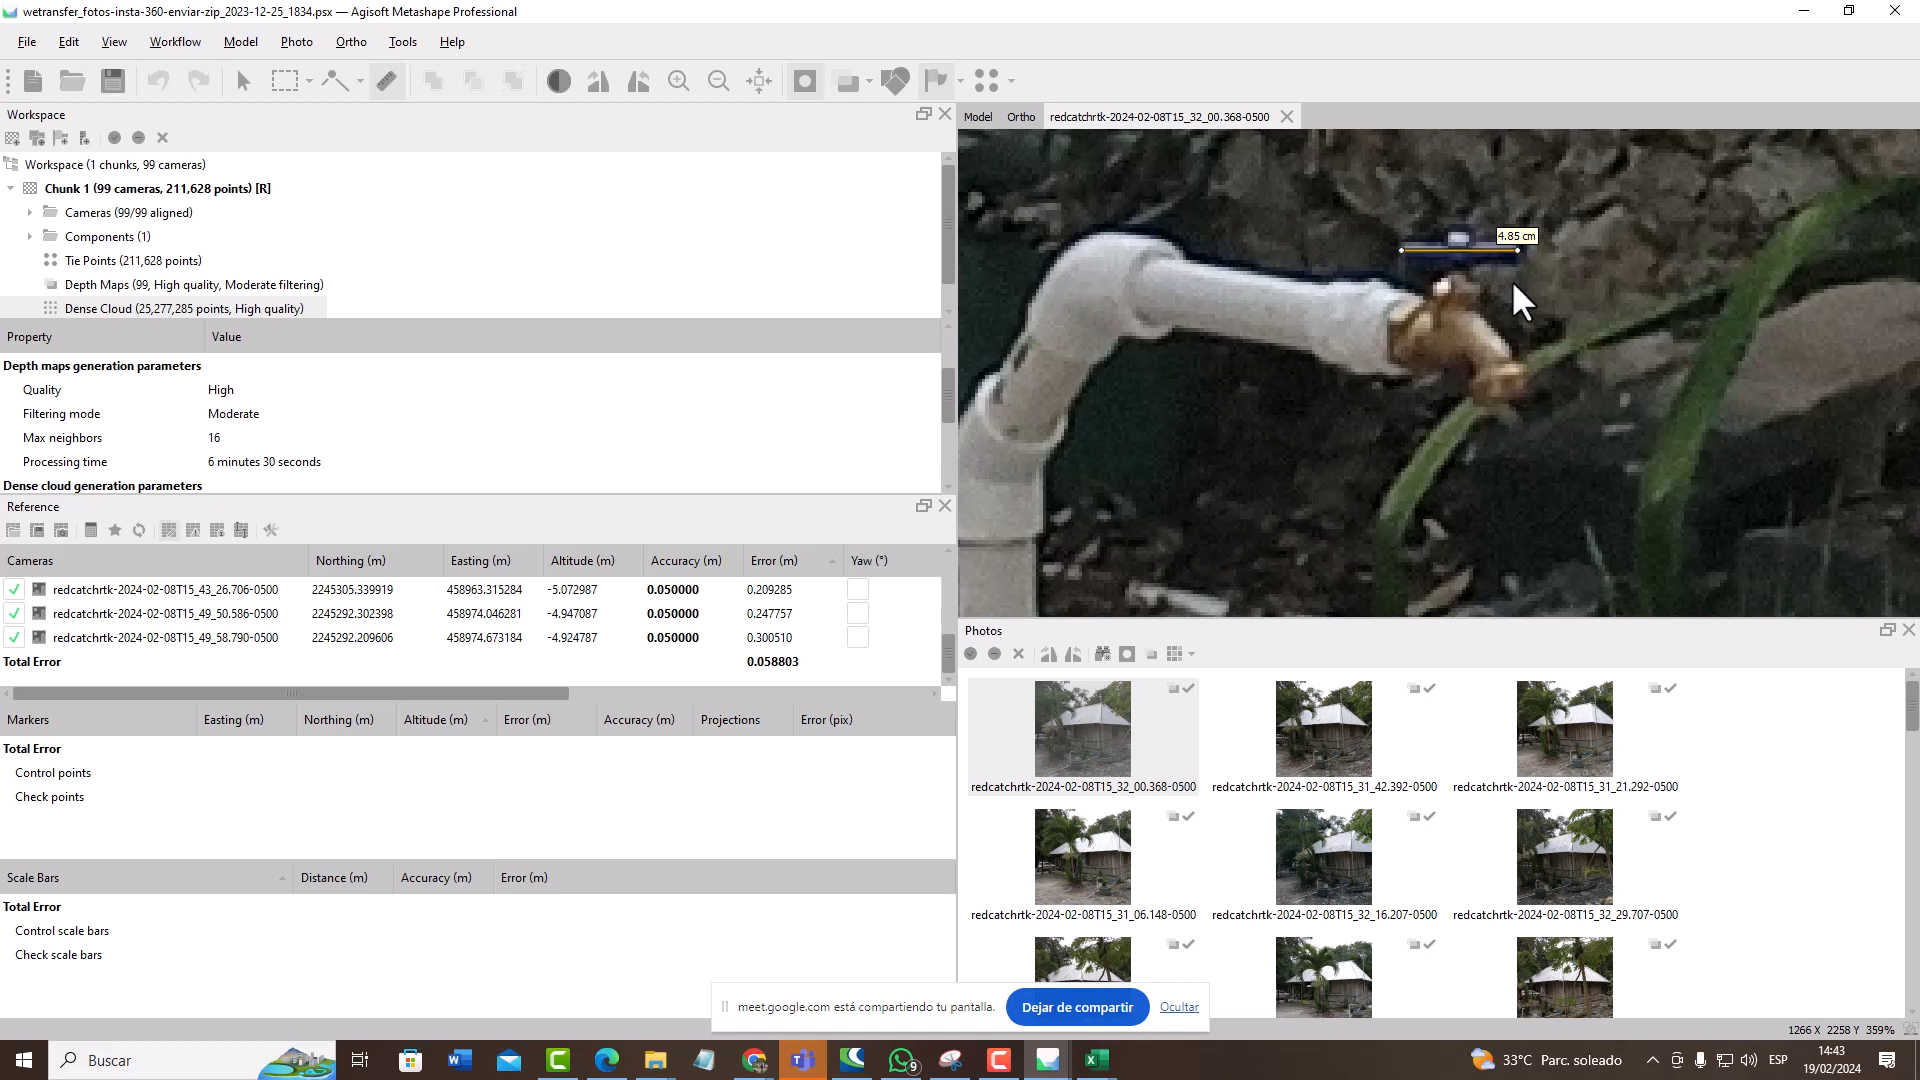 wetransfer_fotos-insta-360-enviar-zip_2023-12-25_1834.psx — Agisoft Metashape Professional
File Edit View Workflow Model Photo Ortho Tools Help
Workspace
Workspace (1 chunks, 99 cameras)
Chunk 1 (99 cameras, 211,628 points) [R]
Cameras (99/99 aligned)
Components (1)
Tie Points (211,628 points)
Depth Maps (99, High quality, Moderate filtering)
Dense Cloud (25,277,285 points, High quality)
Property Value
Depth maps generation parameters
Quality High
Filtering mode Moderate
Max neighbors 16
Processing time 6 minutes 30 seconds
Dense cloud generation parameters
Reference
Cameras Northing (m) Easting (m) Altitude (m) Accuracy (m) Error (m) Yaw (°)
redcatchrtk-2024-02-08T15_43_26.706-0500 2245305.339919 458963.315284 -5.072987 0.050000 0.209285
redcatchrtk-2024-02-08T15_49_50.586-0500 2245292.302398 458974.046281 -4.947087 0.050000 0.247757
redcatchrtk-2024-02-08T15_49_58.790-0500 2245292.209606 458974.673184 -4.924787 0.050000 0.300510
Total Error 0.058803
Markers Easting (m) Northing (m) Altitude (m) Error (m) Accuracy (m) Projections Error (pix)
Total Error
Control points
Check points
Scale Bars Distance (m) Accuracy (m) Error (m)
Total Error
Control scale bars
Check scale bars
Model Ortho redcatchrtk-2024-02-08T15_32_00.368-0500
4.85 cm
Photos
redcatchrtk-2024-02-08T15_32_00.368-0500 redcatchrtk-2024-02-08T15_31_42.392-0500 redcatchrtk-2024-02-08T15_31_21.292-0500
redcatchrtk-2024-02-08T15_31_06.148-0500 redcatchrtk-2024-02-08T15_32_16.207-0500 redcatchrtk-2024-02-08T15_32_29.707-0500
meet.google.com está compartiendo tu pantalla. Dejar de compartir Ocultar
1266 X 2258 Y 359%
Buscar
9
33°C Parc. soleado
ESP
14:43
19/02/2024